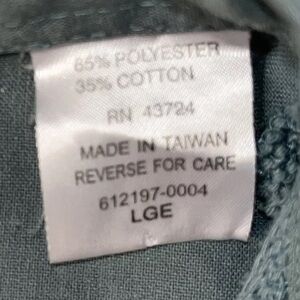 65% POLYESTER
35% COTTON
RN 43724
MADE IN TAIWAN
REVERSE FOR CARE
612197-0004
LGE